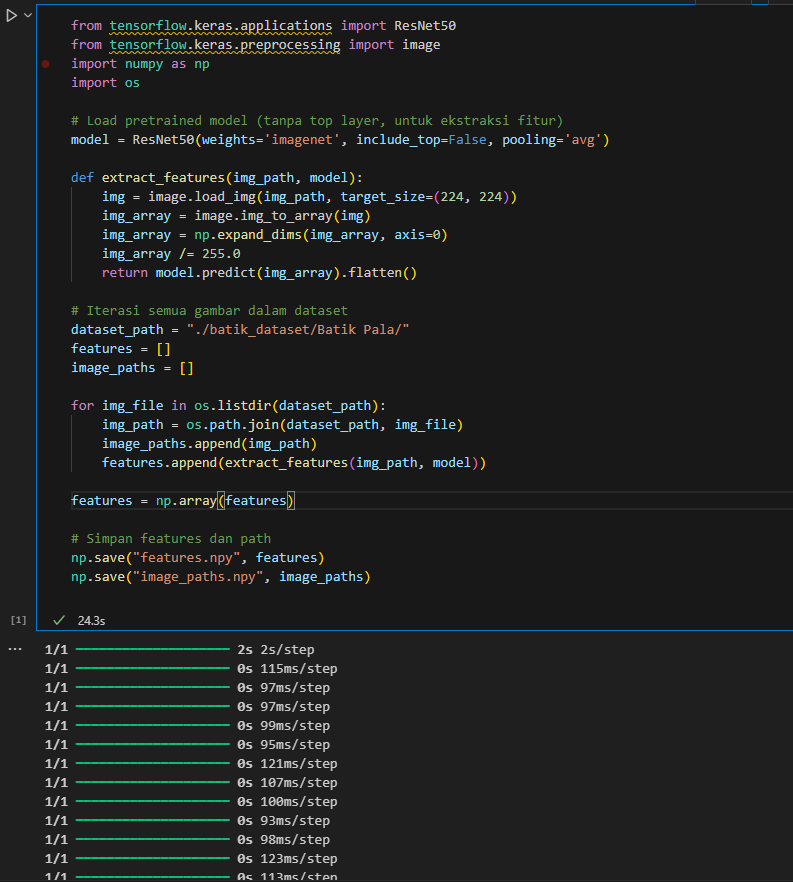 from tensorflow.keras.applications import ResNet50
from tensorflow.keras.preprocessing import image
import numpy as np
import os
# Load pretrained model (tanpa top layer, untuk ekstraksi fitur)
model = ResNet50(weights='imagenet', include_top=False, pooling='avg')
def extract_features(img_path, model):
img = image.load_img(img_path, target_size=(224, 224))
img_array = image.img_to_array(img)
img_array = np.expand_dims(img_array, axis=0)
img_array /= 255.0
return model.predict(img_array).flatten()
# Iterasi semua gambar dalam dataset
dataset_path = "./batik_dataset/Batik Pala/"
features = []
image_paths = []
for img_file in os.listdir(dataset_path):
img_path = os.path.join(dataset_path, img_file)
image_paths.append(img_path)
features.append(extract_features(img_path, model))
features = np.array(features)
# Simpan features dan path
np.save("features.npy", features)
np.save("image_paths.npy", image_paths)
[1] ✓ 24.3s
... 1/1 ━━━━━━━━━━━━━━━━━━━━ 2s 2s/step
1/1 ━━━━━━━━━━━━━━━━━━━━ 0s 115ms/step
1/1 ━━━━━━━━━━━━━━━━━━━━ 0s 97ms/step
1/1 ━━━━━━━━━━━━━━━━━━━━ 0s 97ms/step
1/1 ━━━━━━━━━━━━━━━━━━━━ 0s 99ms/step
1/1 ━━━━━━━━━━━━━━━━━━━━ 0s 95ms/step
1/1 ━━━━━━━━━━━━━━━━━━━━ 0s 121ms/step
1/1 ━━━━━━━━━━━━━━━━━━━━ 0s 107ms/step
1/1 ━━━━━━━━━━━━━━━━━━━━ 0s 100ms/step
1/1 ━━━━━━━━━━━━━━━━━━━━ 0s 93ms/step
1/1 ━━━━━━━━━━━━━━━━━━━━ 0s 98ms/step
1/1 ━━━━━━━━━━━━━━━━━━━━ 0s 123ms/step
1/1 ━━━━━━━━━━━━━━━━━━━━ 0s 113ms/step